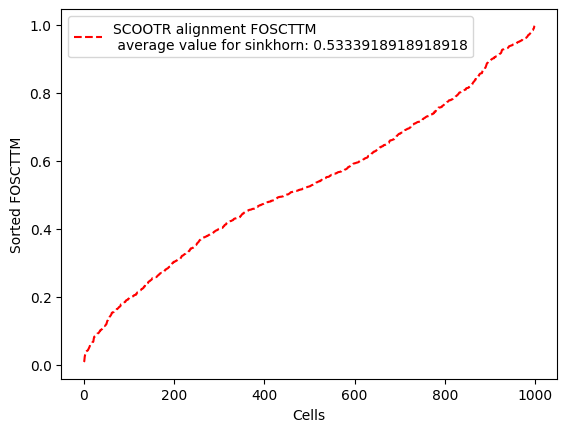 SCOOTR alignment FOSCTTM
average value for sinkhorn: 0.5333918918918918
1.0
0.8
0.6
0.4
0.2
0.0
Sorted FOSCTTM
0 200 400 600 800 1000
Cells